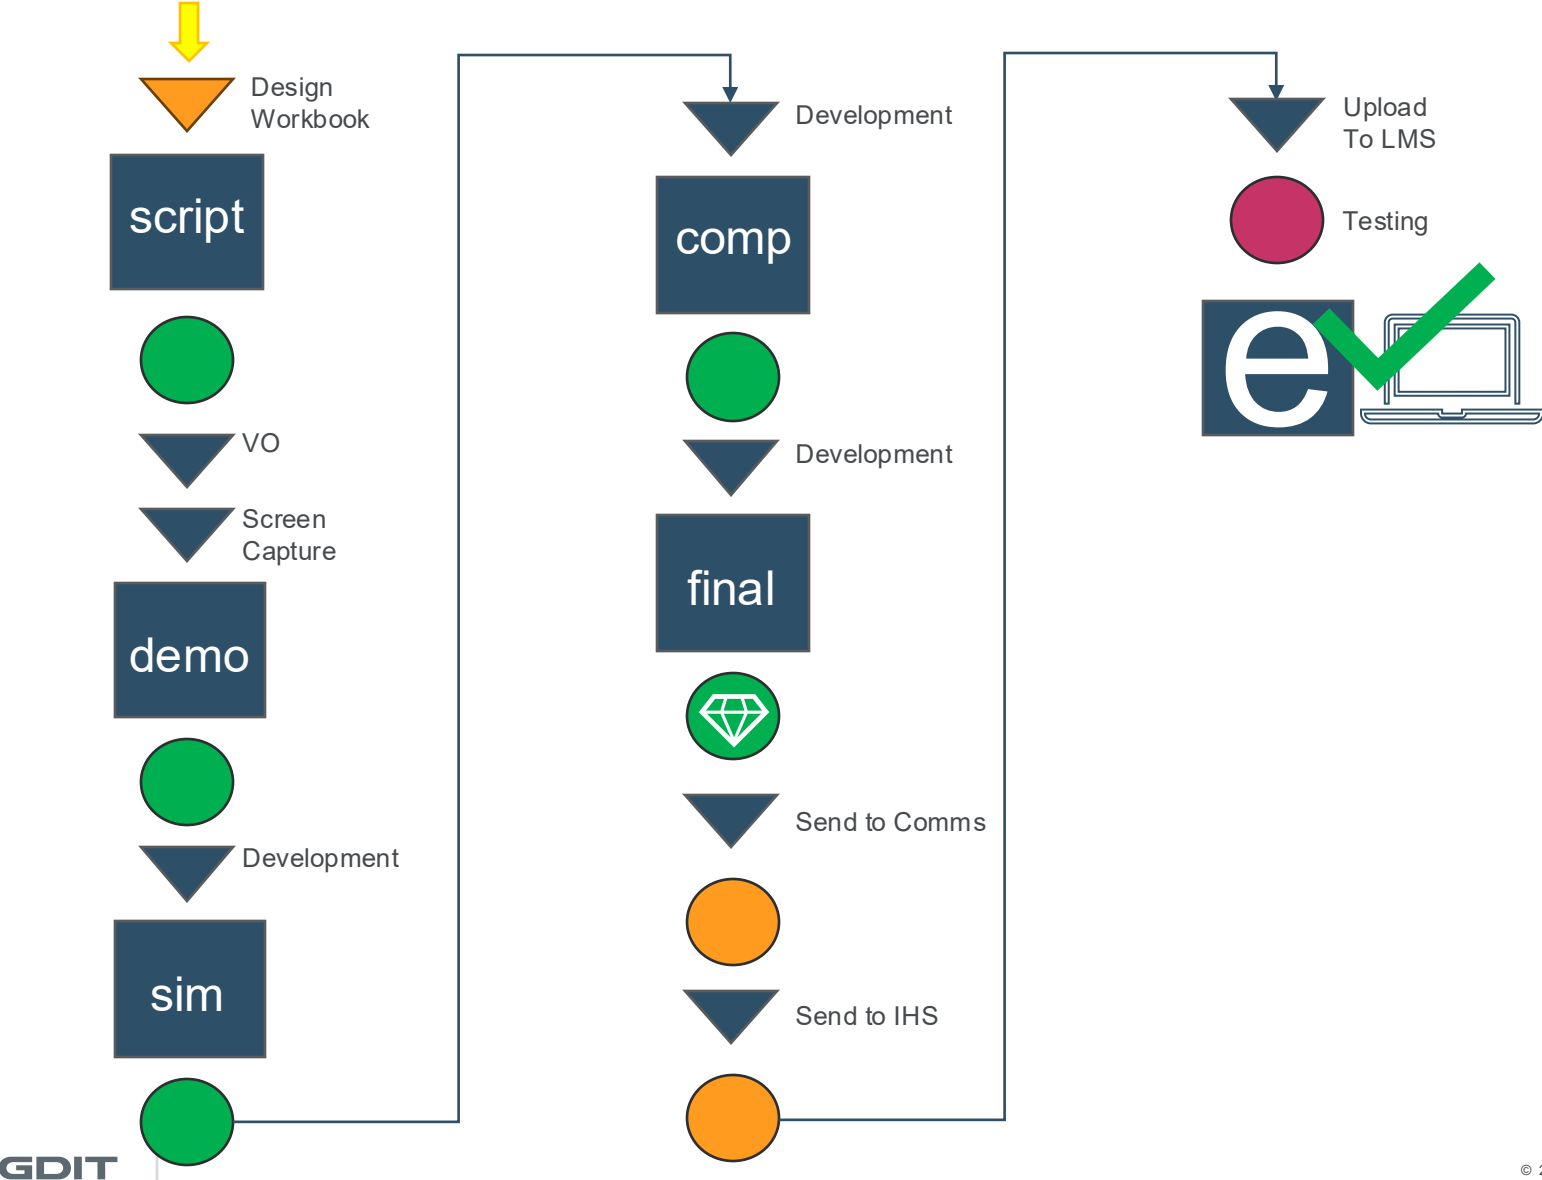 Design
Workbook
script
VO
Screen
Capture
demo
Development
sim
Development
comp
Development
final
Send to Comms
Send to IHS
Upload
To LMS
Testing
e
GDIT
© 2